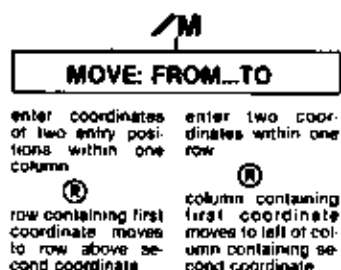 /M
MOVE: FROM...TO
enter coordinates
of two entry posi-
tions within one
column
®
row containing first
coordinate moves
to row above se-
cond coordinate
enter two coor-
dinates within one
row
®
column containing
first coordinate
moves to left of col-
umn containing se-
cond coordinate